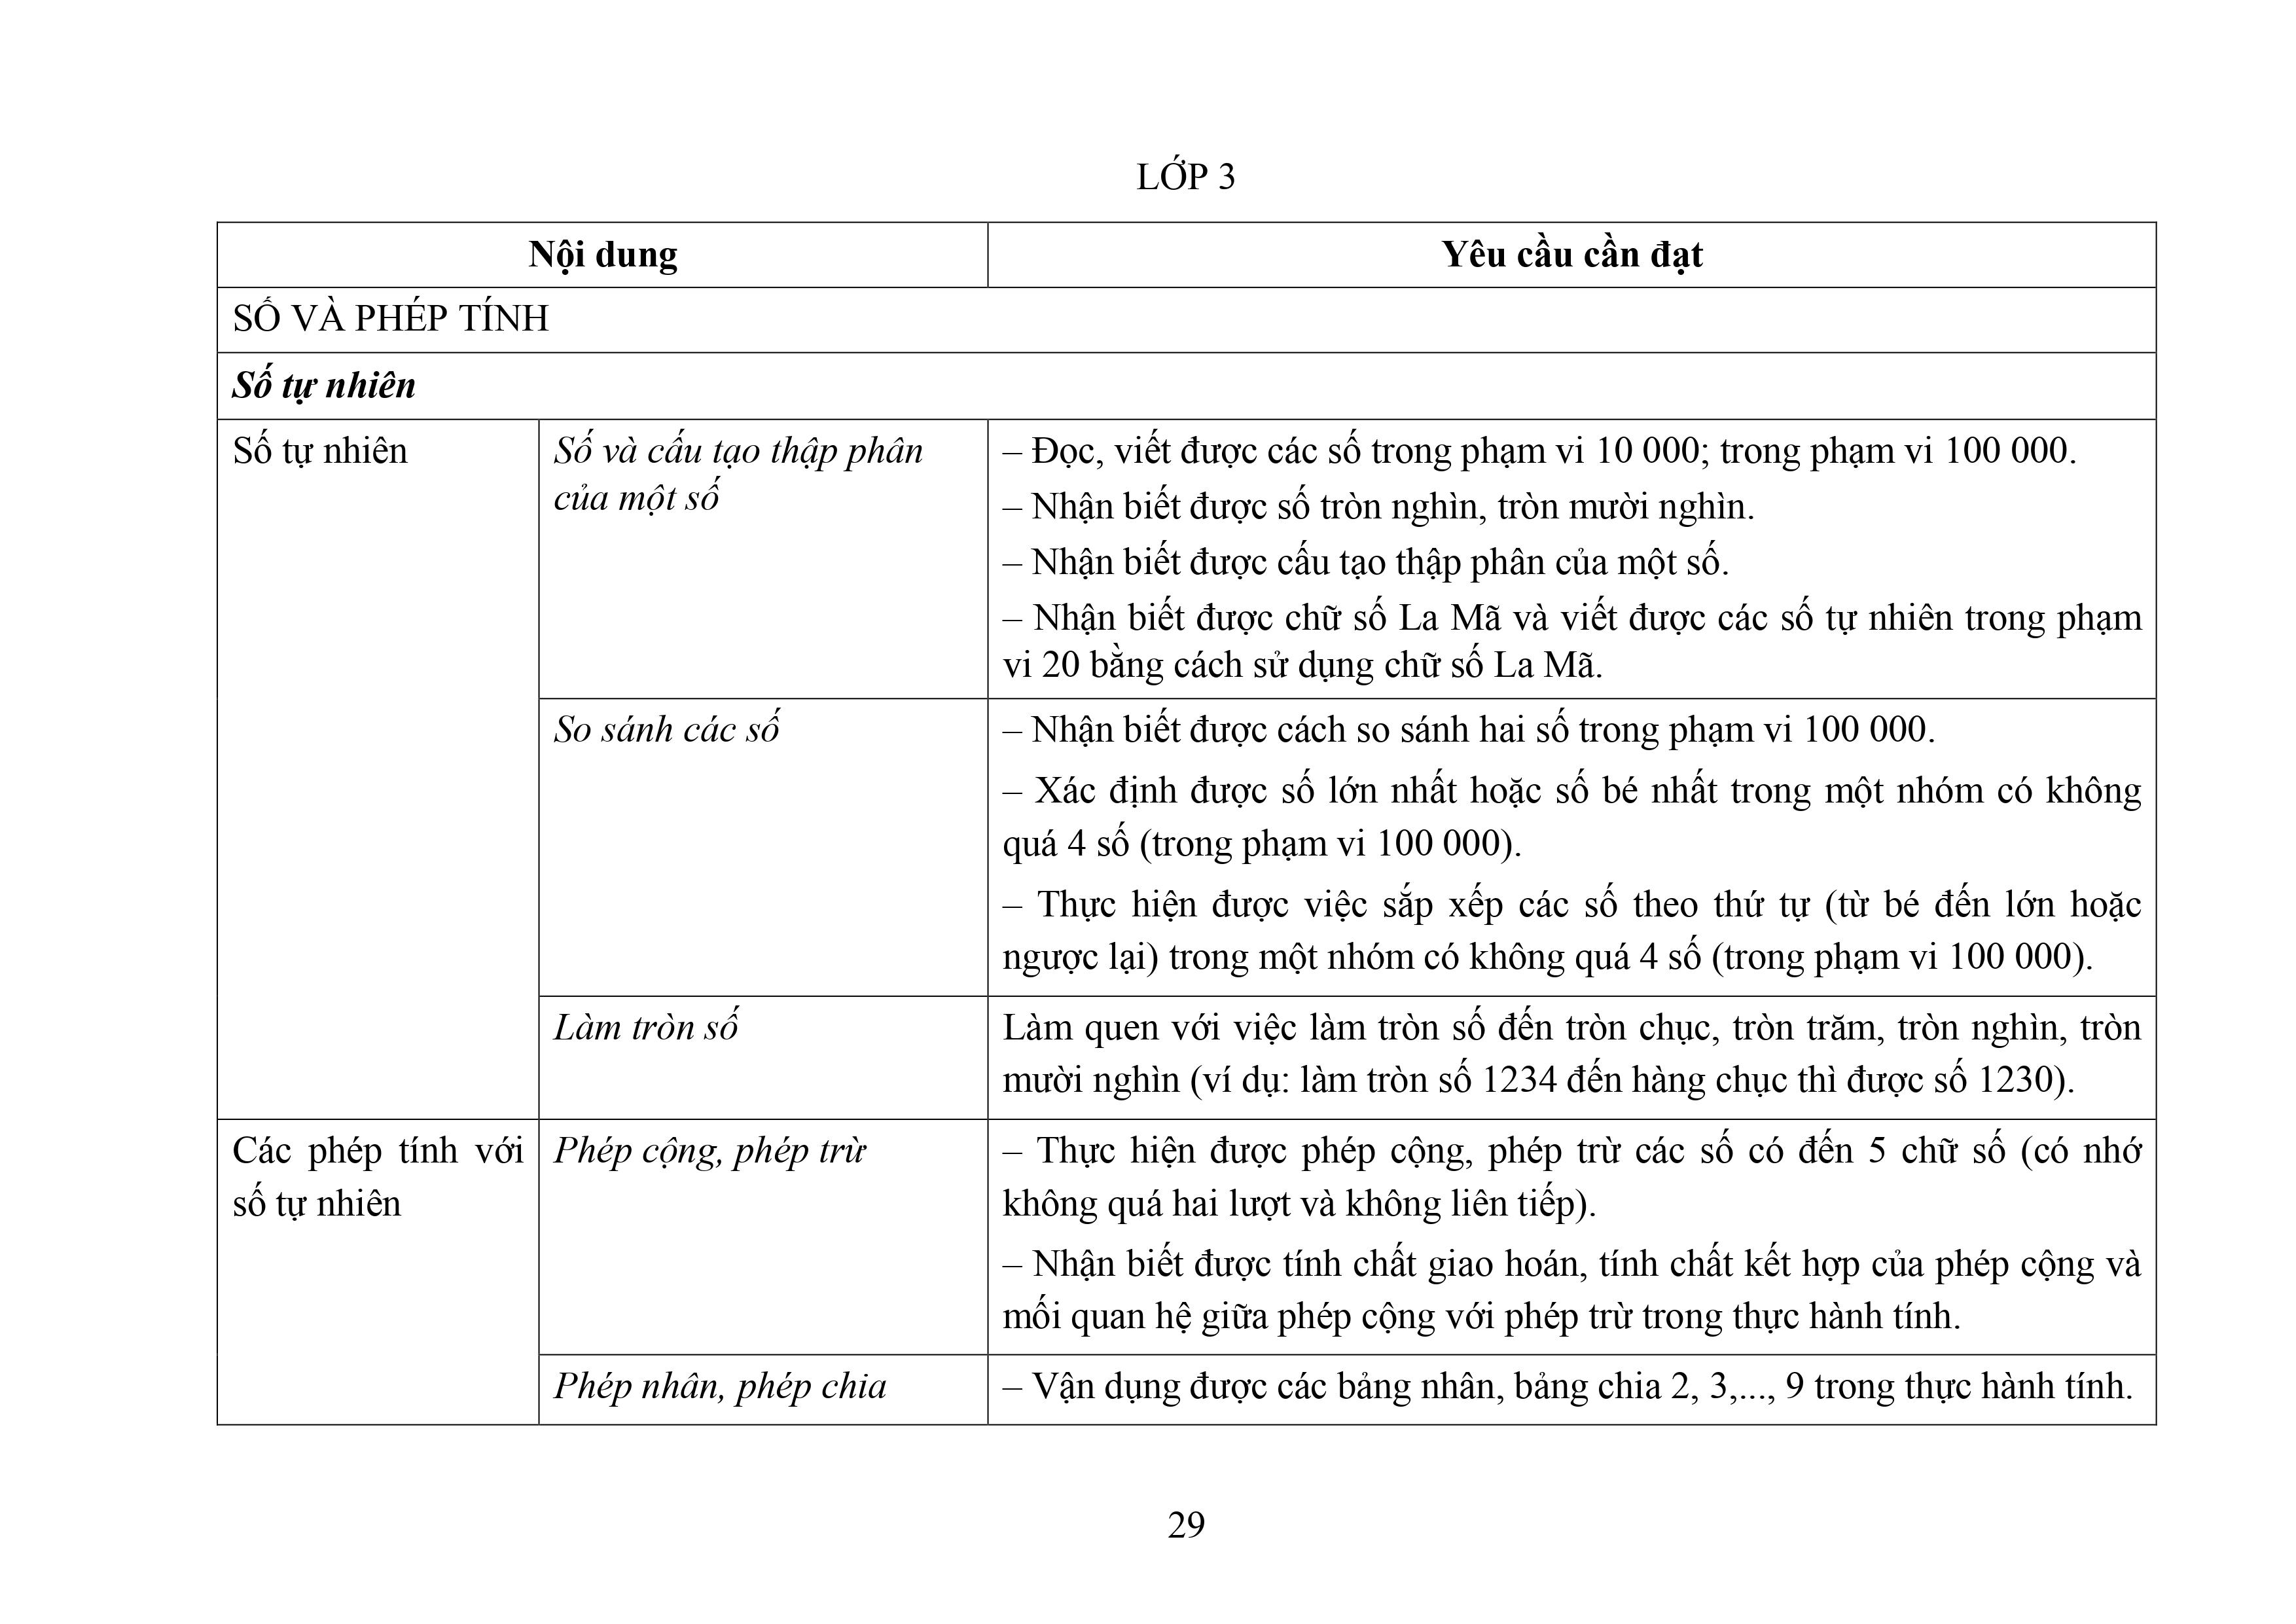 LỚP 3
Nội dung
Yêu cầu cần đạt
SỐ VÀ PHÉP TÍNH
Số tự nhiên
Số tự nhiên
Số và cấu tạo thập phân
của một số
– Đọc, viết được các số trong phạm vi 10 000; trong phạm vi 100 000.
– Nhận biết được số tròn nghìn, tròn mười nghìn.
– Nhận biết được cấu tạo thập phân của một số.
– Nhận biết được chữ số La Mã và viết được các số tự nhiên trong phạm
vi 20 bằng cách sử dụng chữ số La Mã.
So sánh các số
– Nhận biết được cách so sánh hai số trong phạm vi 100 000.
– Xác định được số lớn nhất hoặc số bé nhất trong một nhóm có không
quá 4 số (trong phạm vi 100 000).
– Thực hiện được việc sắp xếp các số theo thứ tự (từ bé đến lớn hoặc
ngược lại) trong một nhóm có không quá 4 số (trong phạm vi 100 000).
Làm tròn số
Làm quen với việc làm tròn số đến tròn chục, tròn trăm, tròn nghìn, tròn
mười nghìn (ví dụ: làm tròn số 1234 đến hàng chục thì được số 1230).
Các phép tính với
số tự nhiên
Phép cộng, phép trừ
– Thực hiện được phép cộng, phép trừ các số có đến 5 chữ số (có nhớ
không quá hai lượt và không liên tiếp).
– Nhận biết được tính chất giao hoán, tính chất kết hợp của phép cộng và
mối quan hệ giữa phép cộng với phép trừ trong thực hành tính.
Phép nhân, phép chia
– Vận dụng được các bảng nhân, bảng chia 2, 3,..., 9 trong thực hành tính.
29